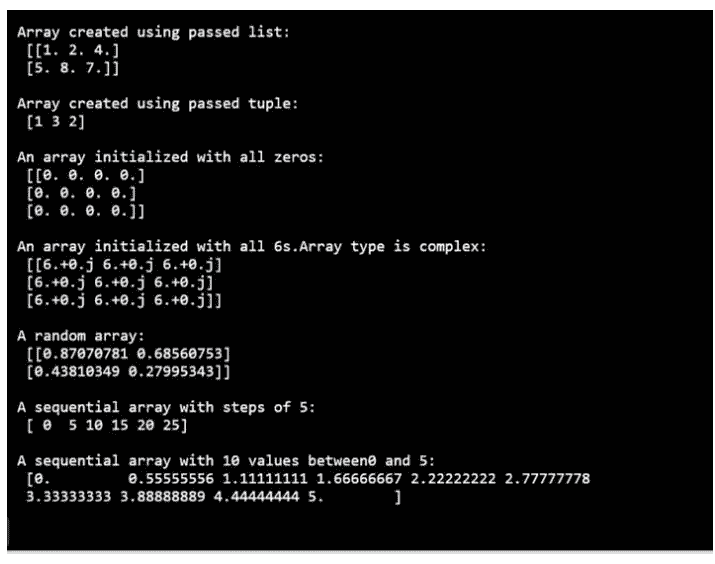 Array created using passed list:
[[1. 2. 4.]
[5. 8. 7.]]
Array created using passed tuple:
[1 3 2]
An array initialized with all zeros:
[[0. 0. 0. 0.]
[0. 0. 0. 0.]
[0. 0. 0. 0.]]
An array initialized with all 6s.Array type is complex:
[[6.+0.j 6.+0.j 6.+0.j]
[6.+0.j 6.+0.j 6.+0.j]
[6.+0.j 6.+0.j 6.+0.j]]
A random array:
[[0.87070781 0.68560753]
[0.43810349 0.27995343]]
A sequential array with steps of 5:
[ 0  5 10 15 20 25]
A sequential array with 10 values between0 and 5:
[0.         0.55555556 1.11111111 1.66666667 2.22222222 2.77777778
3.33333333 3.88888889 4.44444444 5.        ]